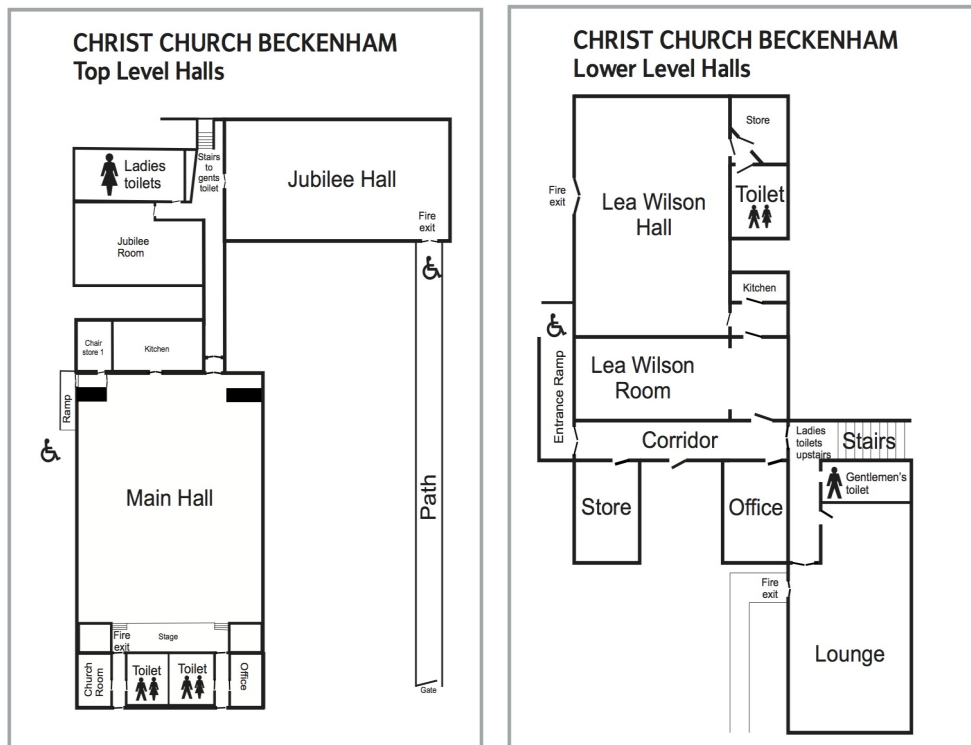 CHRIST CHURCH BECKENHAM
Top Level Halls
Ladies
toilets
Stairs
to
gents
toilet
Jubilee Hall
Fire
exit
Jubilee
Room
Chair
store 1
Kitchen
Ramp
Main Hall
Path
Fire
exit
Stage
Church
Room
Toilet
Toilet
Office
Gate
CHRIST CHURCH BECKENHAM
Lower Level Halls
Store
Fire
exit
Lea Wilson
Hall
Toilet
Kitchen
Entrance Ramp
Lea Wilson
Room
Corridor
Ladies
toilets
upstairs
Stairs
Gentlemen's
toilet
Store
Office
Fire
exit
Lounge